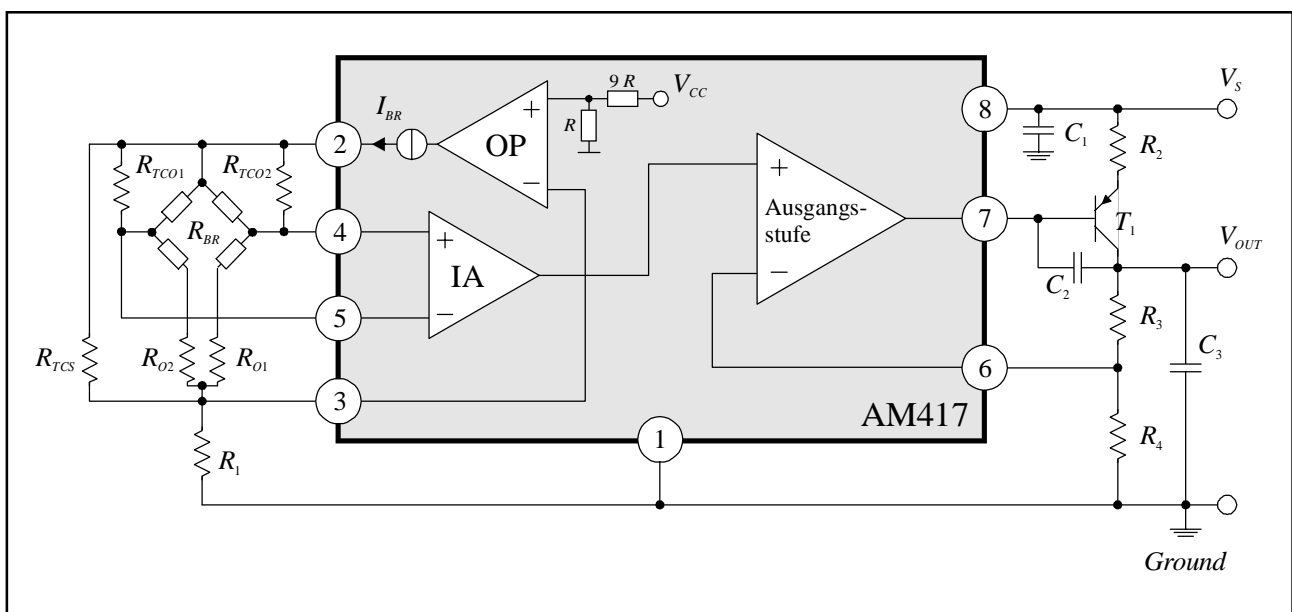 I_BR
9 R
V_CC
R
OP
+
−
2
R_TCO1
R_TCO2
R_BR
4
+
IA
−
5
R_TCS
R_O2
R_O1
3
R_1
1
+
Ausgangs-
stufe
−
AM417
8
7
6
V_S
C_1
R_2
T_1
V_OUT
C_2
R_3
C_3
R_4
Ground